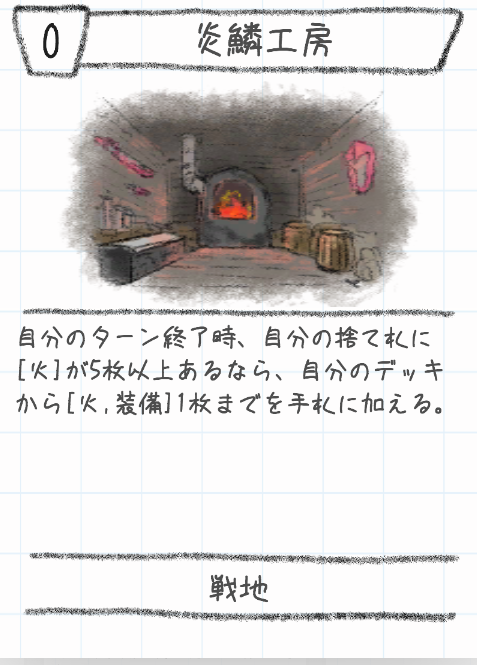 0
炎鱗工房
自分のターン終了時、自分の捨て札に
[火]が5枚以上あるなら、自分のデッキ
から[火,装備]1枚までを手札に加える。
戦地